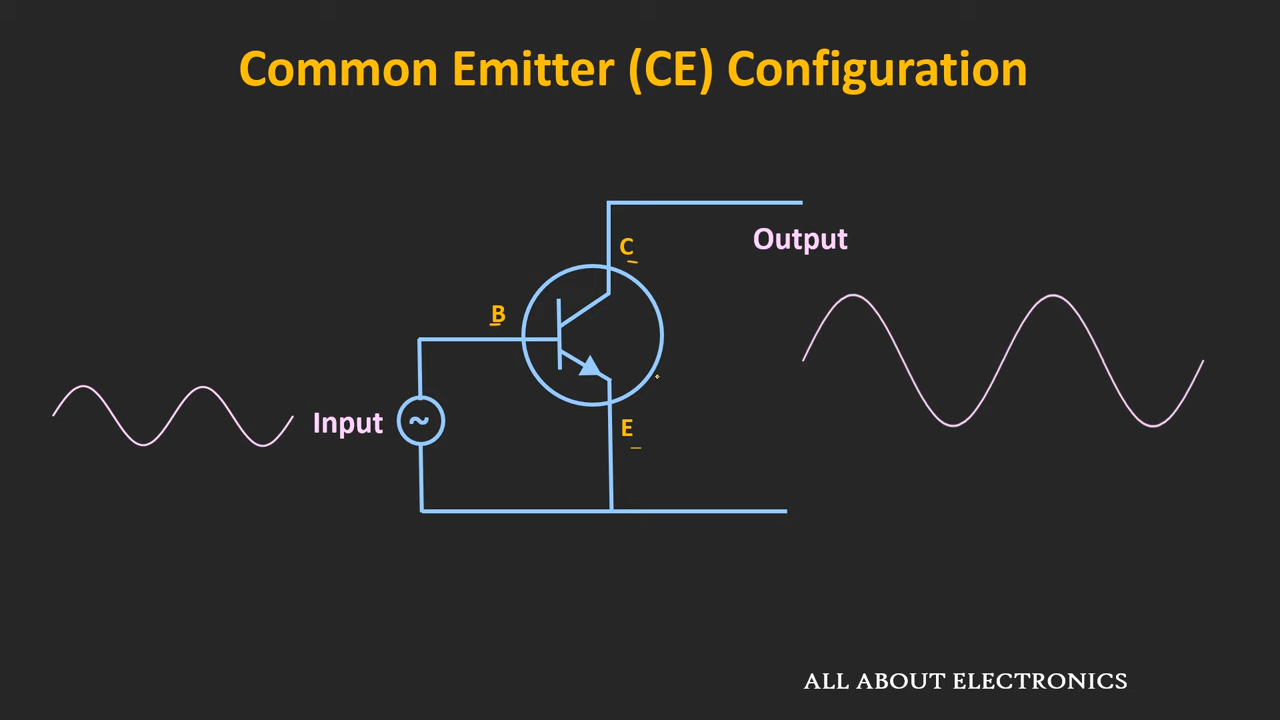 Common Emitter (CE) Configuration
C
Output
B
Input
~
E
ALL ABOUT ELECTRONICS